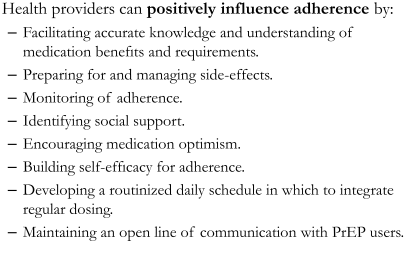 Health providers can positively influence adherence by:
– Facilitating accurate knowledge and understanding of
medication benefits and requirements.
– Preparing for and managing side-effects.
– Monitoring of adherence.
– Identifying social support.
– Encouraging medication optimism.
– Building self-efficacy for adherence.
– Developing a routinized daily schedule in which to integrate
regular dosing.
– Maintaining an open line of communication with PrEP users.